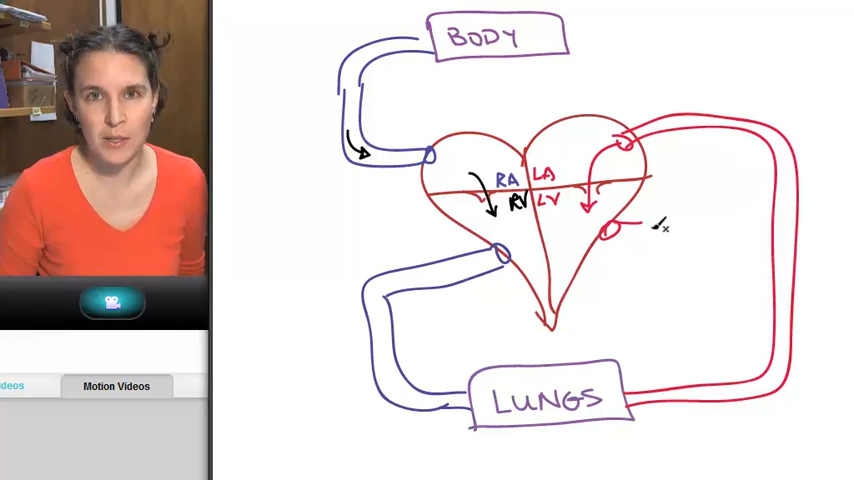 BODY
RA
LA
RV
LV
LUNGS
ideos
Motion Videos